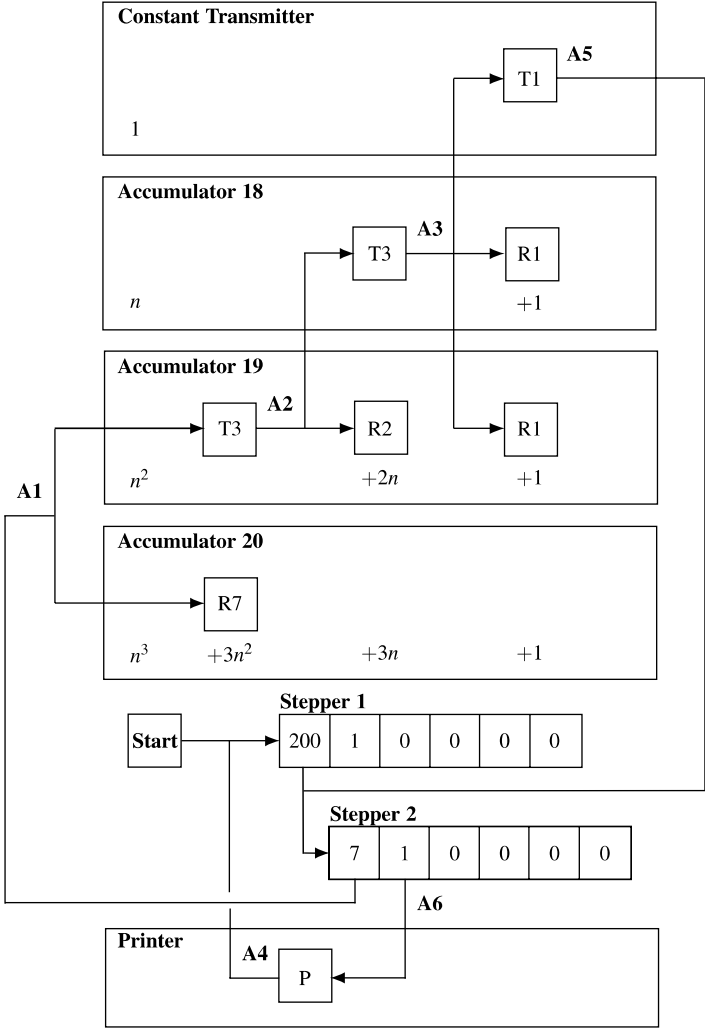 Constant Transmitter
A5
T1
1
Accumulator 18
A3
T3
R1
n
+1
Accumulator 19
A2
T3
R2
R1
n²
+2n
+1
A1
Accumulator 20
R7
n³
+3n²
+3n
+1
Stepper 1
Start
200 1 0 0 0 0
Stepper 2
7 1 0 0 0 0
A6
Printer
A4
P